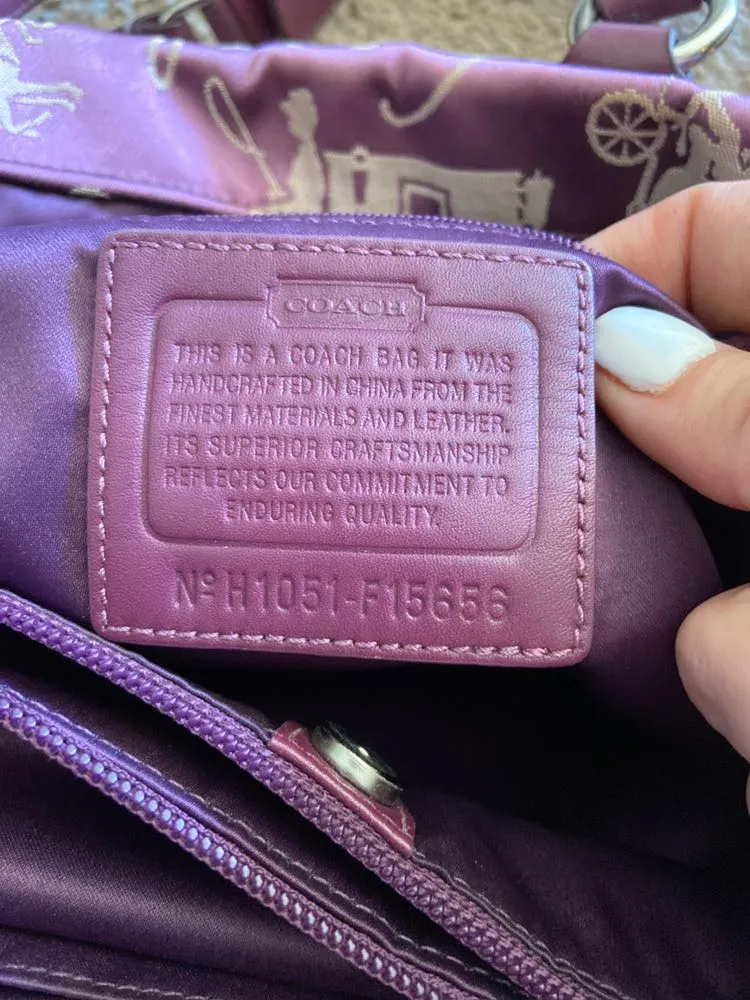 COACH
THIS IS A COACH BAG. IT WAS
HANDCRAFTED IN CHINA FROM THE
FINEST MATERIALS AND LEATHER.
ITS SUPERIOR CRAFTSMANSHIP
REFLECTS OUR COMMITMENT TO
ENDURING QUALITY.
Nº H1051-F15656